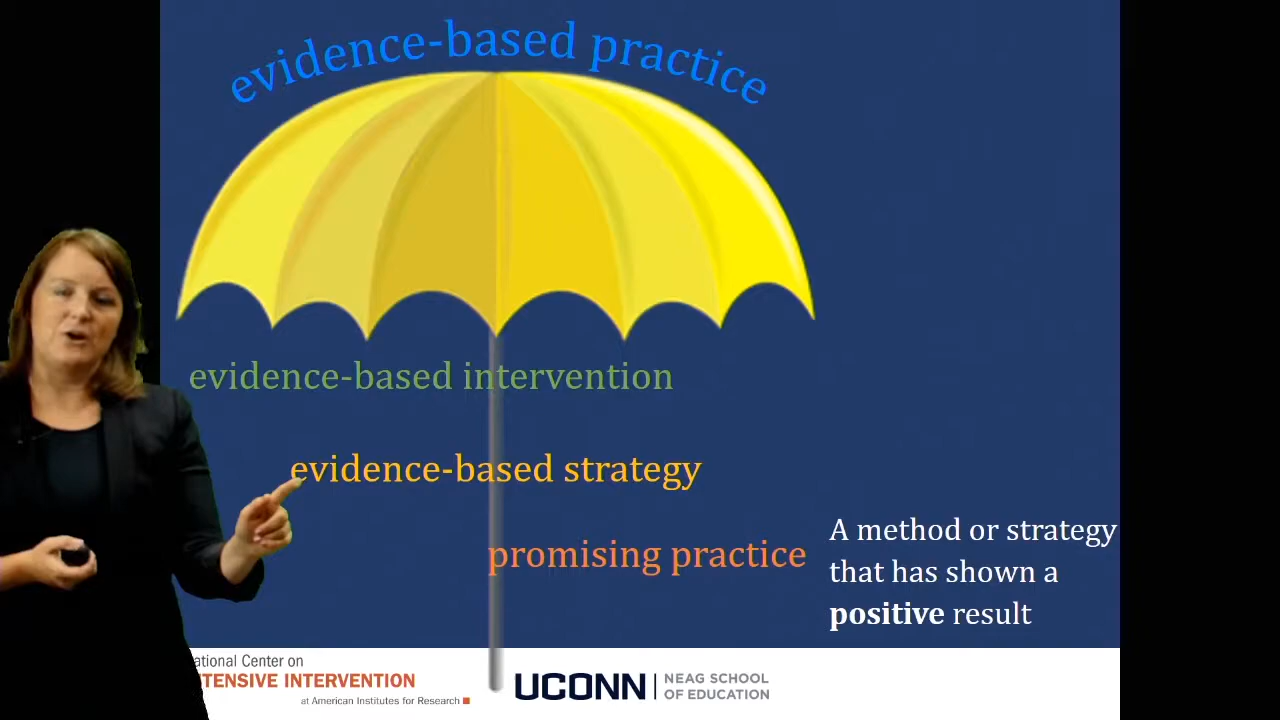 evidence-based practice
evidence-based intervention
evidence-based strategy
promising practice
A method or strategy
that has shown a
positive result
ational Center on
TENSIVE INTERVENTION
at American Institutes for Research
UCONN
NEAG SCHOOL
OF EDUCATION